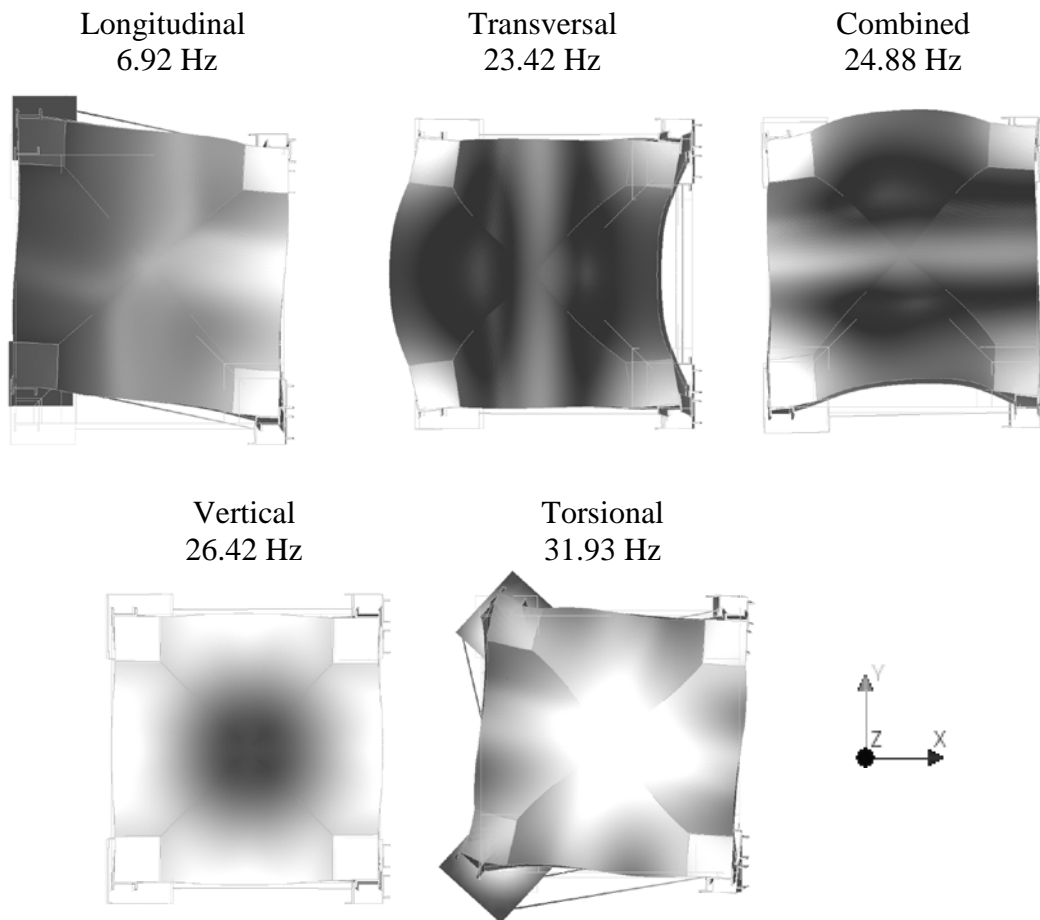 Longitudinal
6.92 Hz
Transversal
23.42 Hz
Combined
24.88 Hz
Vertical
26.42 Hz
Torsional
31.93 Hz
Y
Z
X